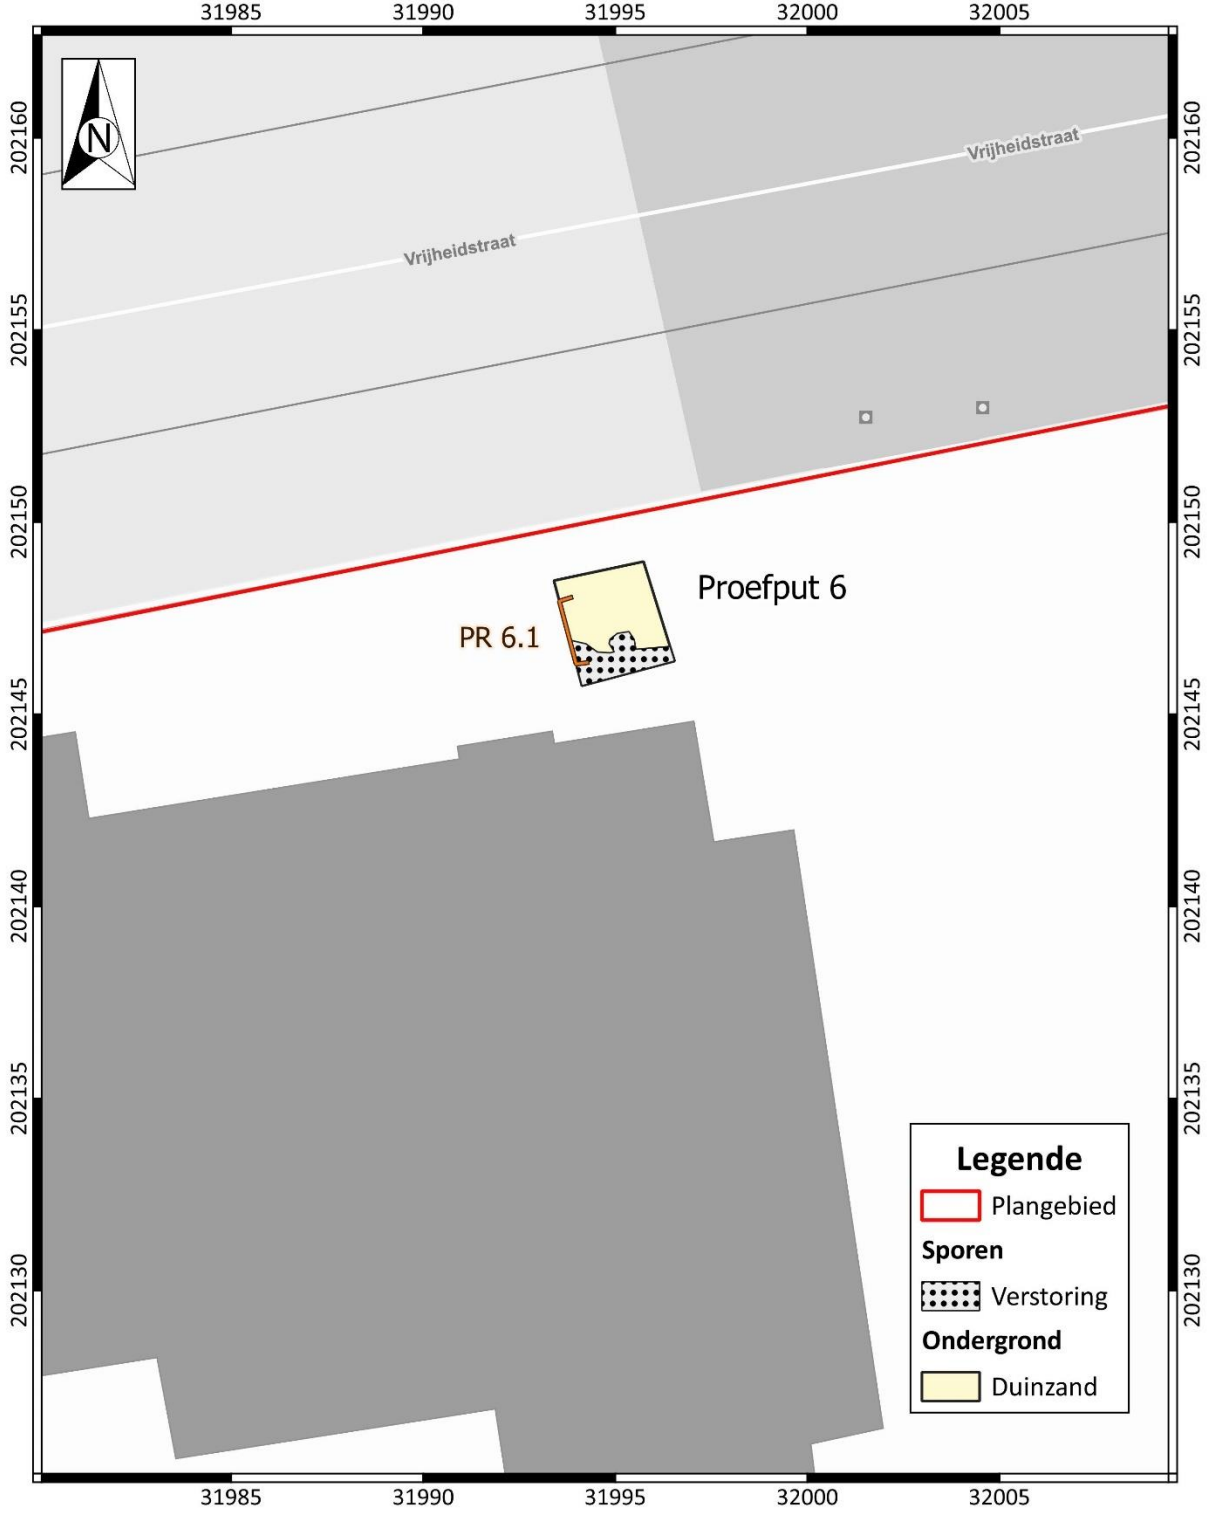 31985 31990 31995 32000 32005
N
202160 202160
Vrijheidstraat
Vrijheidstraat
202155 202155
202150 202150
Proefput 6
PR 6.1
202145 202145
202140 202140
202135 202135
Legende
Plangebied
Sporen
202130 202130
Verstoring
Ondergrond
Duinzand
31985 31990 31995 32000 32005